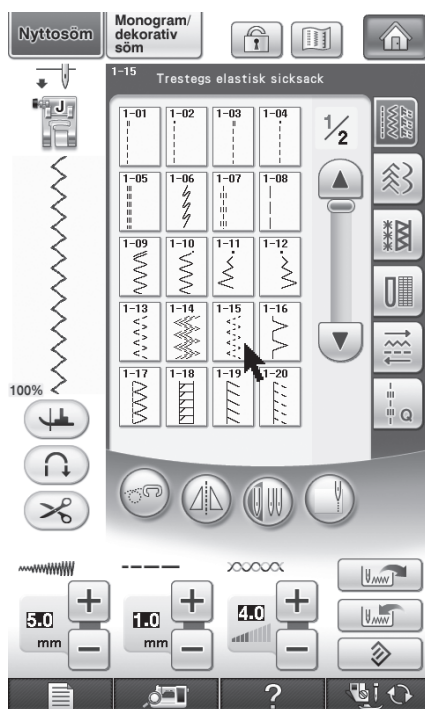 Nyttosöm
Monogram/
dekorativ
söm
1-15
Trestegs elastisk sicksack
J
1-01 1-02 1-03 1-04
1/2
1-05 1-06 1-07 1-08
1-09 1-10 1-11 1-12
1-13 1-14 1-15 1-16
1-17 1-18 1-19 1-20
100%
Q
5.0 1.0 4.0
mm mm
?
i